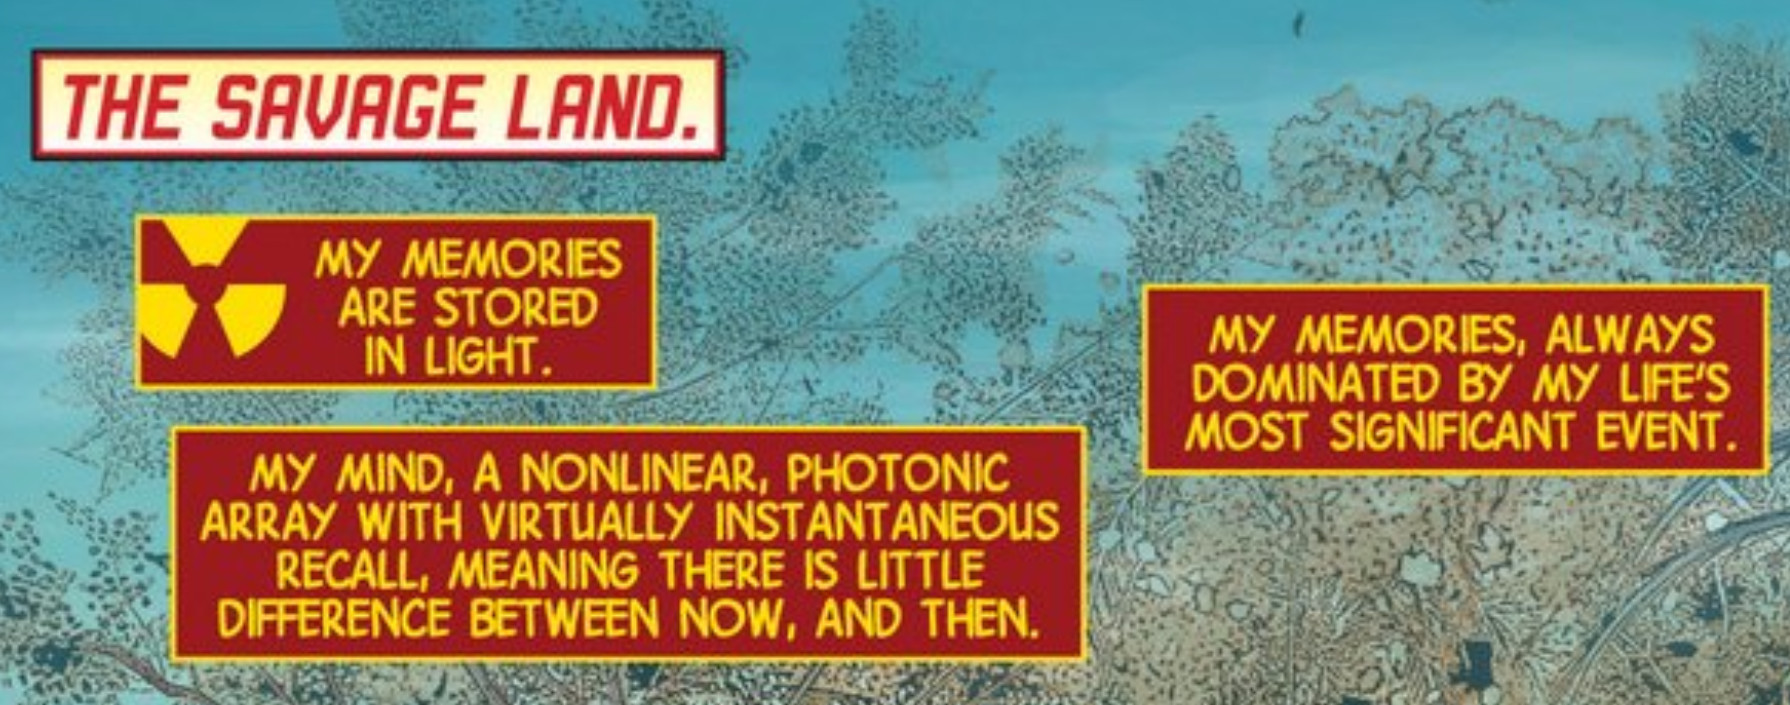 THE SAVAGE LAND.
MY MEMORIES
ARE STORED
IN LIGHT.
MY MIND, A NONLINEAR, PHOTONIC
ARRAY WITH VIRTUALLY INSTANTANEOUS
RECALL, MEANING THERE IS LITTLE
DIFFERENCE BETWEEN NOW, AND THEN.
MY MEMORIES, ALWAYS
DOMINATED BY MY LIFE'S
MOST SIGNIFICANT EVENT.